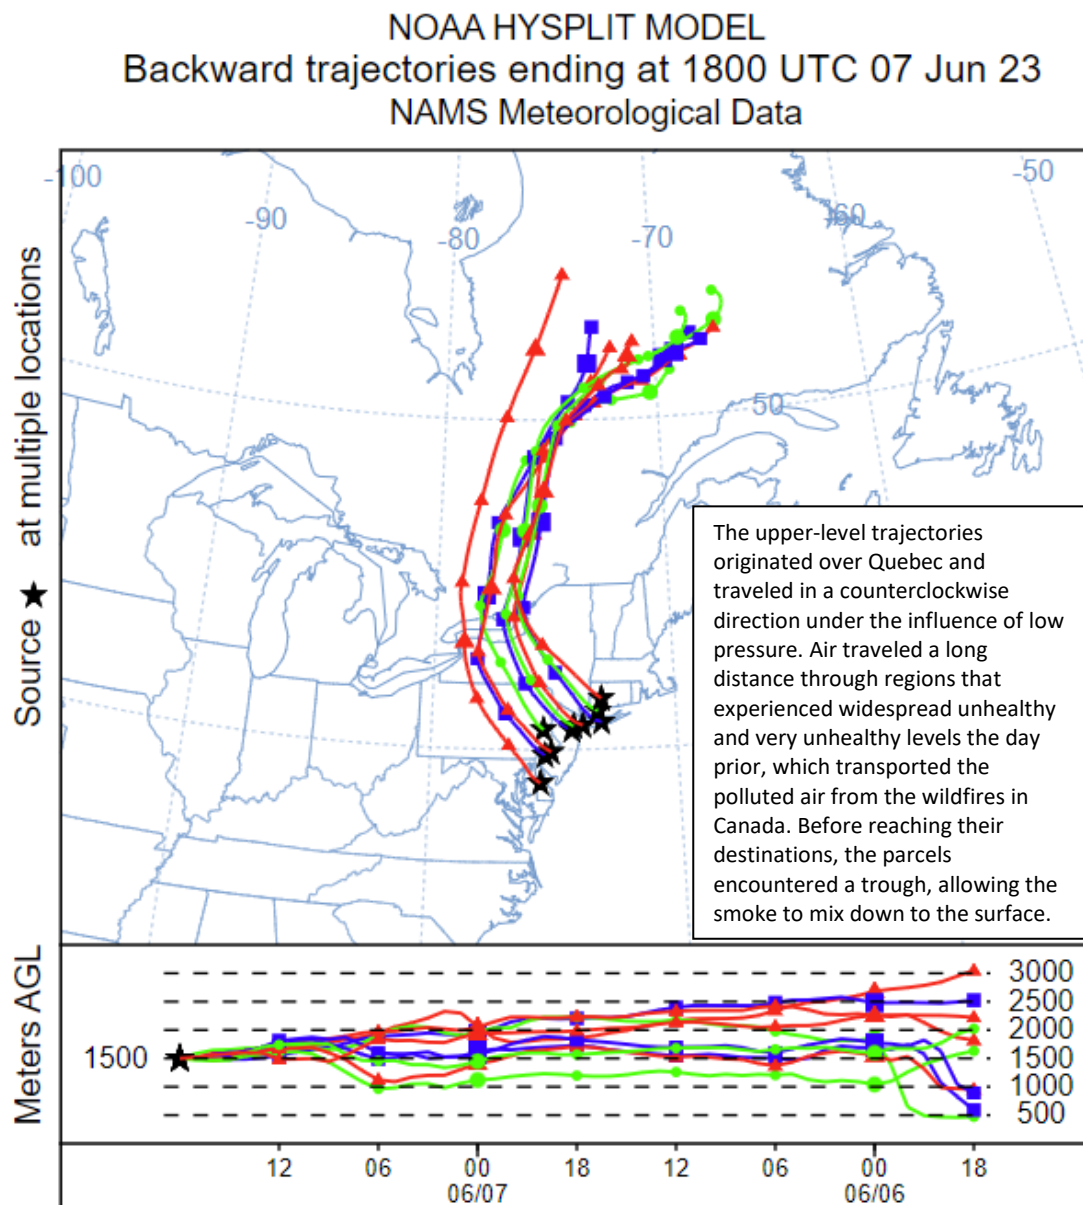 NOAA HYSPLIT MODEL
Backward trajectories ending at 1800 UTC 07 Jun 23
NAMS Meteorological Data
Source ★ at multiple locations
-100
-90
-80
-70
-60
-50
50
The upper-level trajectories
originated over Quebec and
traveled in a counterclockwise
direction under the influence of low
pressure. Air traveled a long
distance through regions that
experienced widespread unhealthy
and very unhealthy levels the day
prior, which transported the
polluted air from the wildfires in
Canada. Before reaching their
destinations, the parcels
encountered a trough, allowing the
smoke to mix down to the surface.
Meters AGL
1500
3000
2500
2000
1500
1000
500
12 06 00 18 12 06 00 18
06/07 06/06